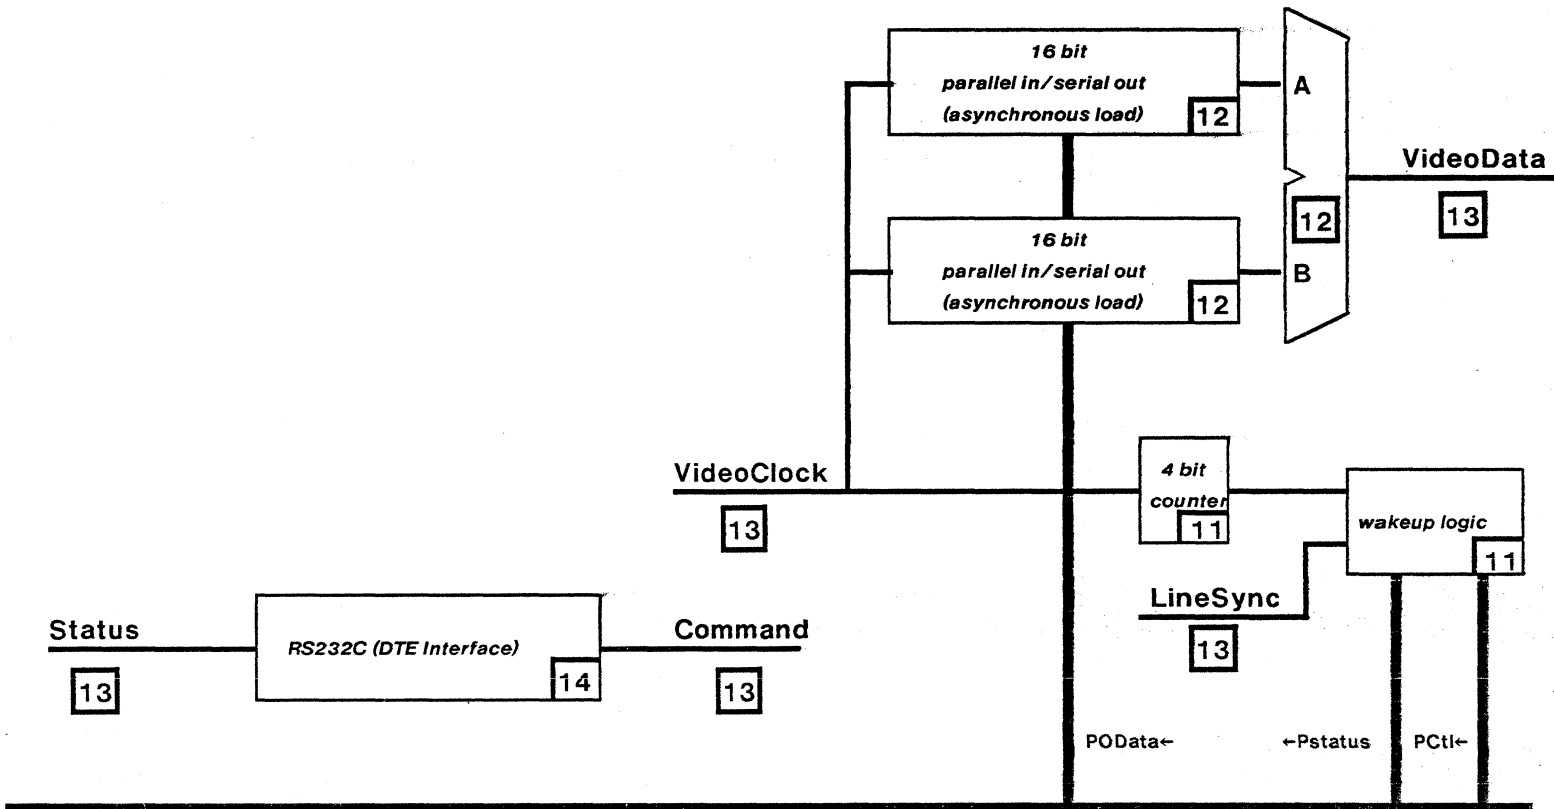 16 bit
parallel in/serial out
(asynchronous load)
12
A
VideoData
13
12
16 bit
parallel in/serial out
(asynchronous load)
12
B
VideoClock
13
4 bit
counter
11
wakeup logic
11
LineSync
13
Status
13
RS232C (DTE Interface)
14
Command
13
POData←
←Pstatus
PCtl←